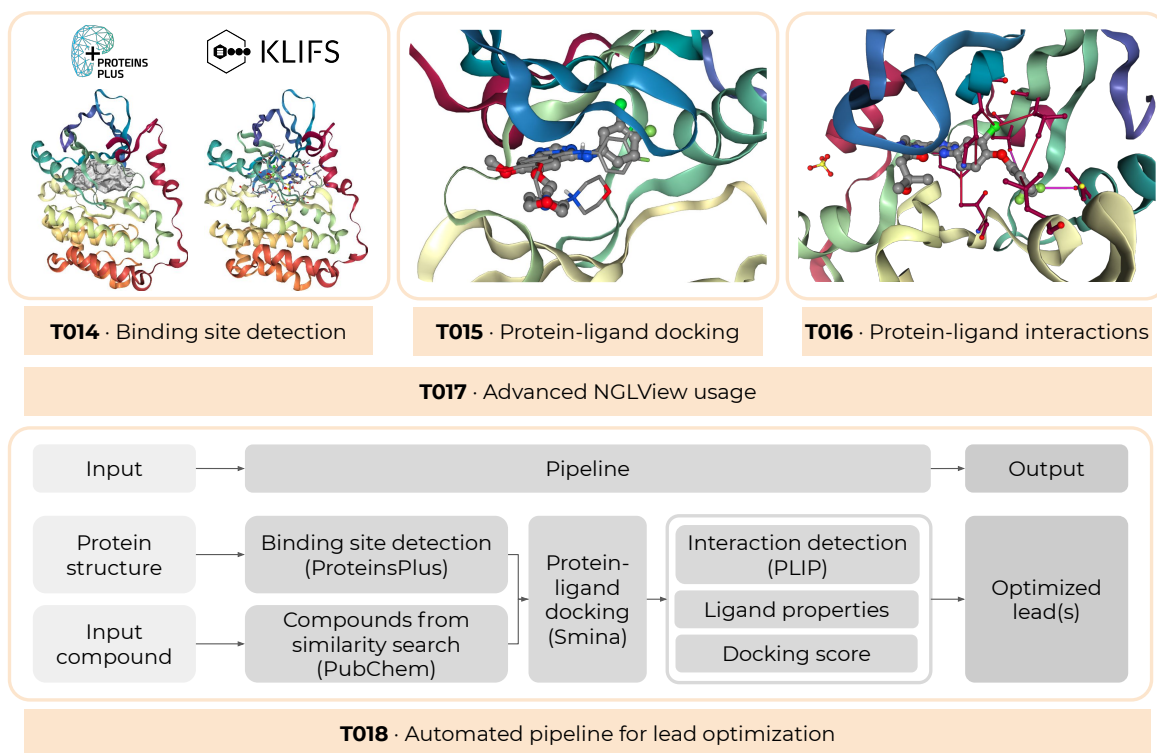 PROTEINS
PLUS
KLIFS
T014 · Binding site detection
T015 · Protein-ligand docking
T016 · Protein-ligand interactions
T017 · Advanced NGLView usage
Input
Pipeline
Output
Protein
structure
Binding site detection
(ProteinsPlus)
Input
compound
Compounds from
similarity search
(PubChem)
Protein-
ligand
docking
(Smina)
Interaction detection
(PLIP)
Ligand properties
Docking score
Optimized
lead(s)
T018 · Automated pipeline for lead optimization